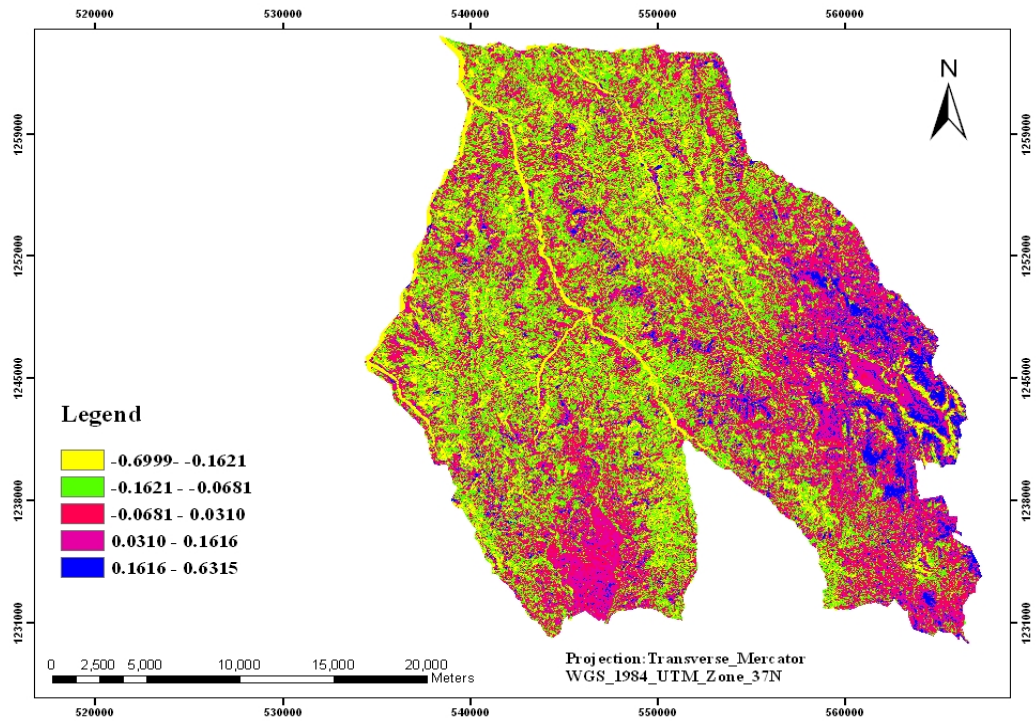 520000 530000 540000 550000 560000
N
1259000 1259000
1252000 1252000
1245000 1245000
1238000 1238000
1231000 1231000
Legend
-0.6999- -0.1621
-0.1621 - -0.0681
-0.0681 - 0.0310
0.0310 - 0.1616
0.1616 - 0.6315
0 2,500 5,000 10,000 15,000 20,000
Meters
Projection: Transverse_Mercator
WGS_1984_UTM_Zone_37N
520000 530000 540000 550000 560000